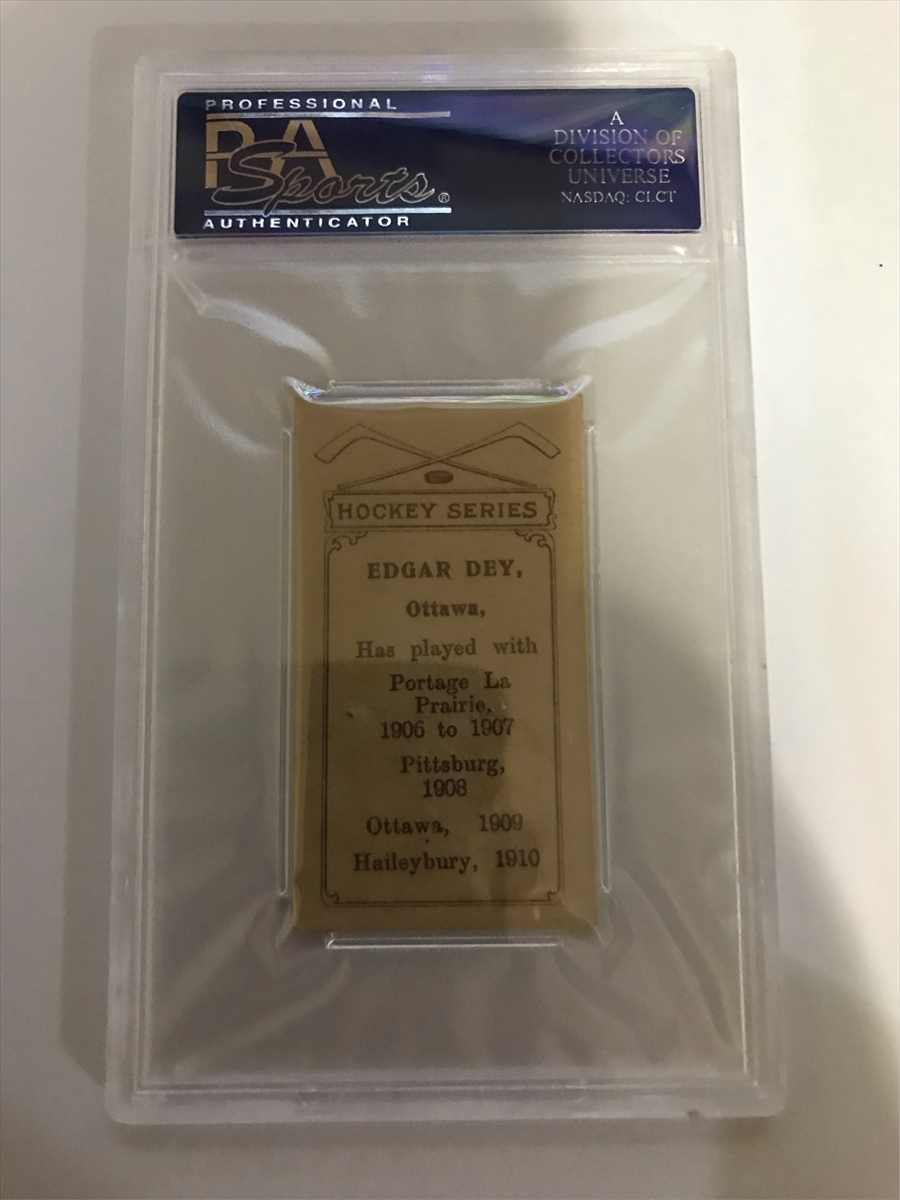 PROFESSIONAL
PSA
Sports®
AUTHENTICATOR
A
DIVISION OF
COLLECTORS
UNIVERSE
NASDAQ: CLCT
HOCKEY SERIES
EDGAR DEY,
Ottawa,
Has played with
Portage La
Prairie,
1906 to 1907
Pittsburg,
1908
Ottawa, 1909
Haileybury, 1910